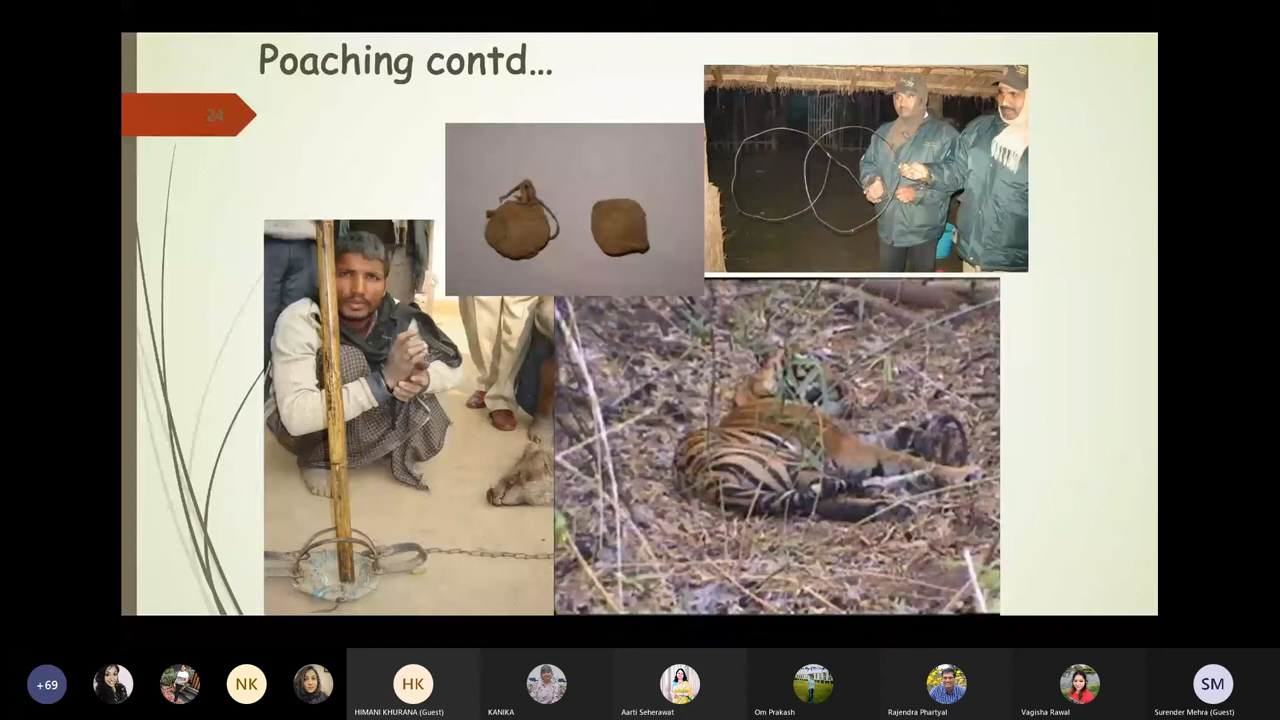 Poaching contd...
24
+69
NK
HK
SM
HIMANI KHURANA (Guest)
KANIKA
Aarti Seherawat
Om Prakash
Rajendra Phartyal
Vagisha Rawal
Surender Mehra (Guest)